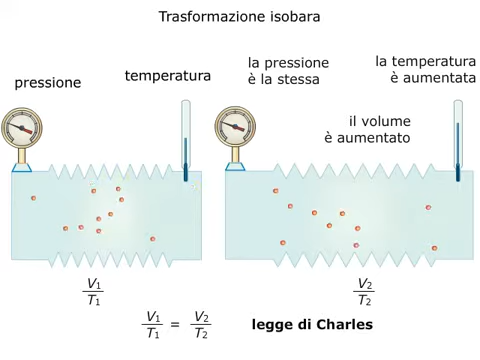 Trasformazione isobara
pressione
temperatura
la pressione
è la stessa
la temperatura
è aumentata
il volume
è aumentato
V1
T1
V2
T2
V1 = V2
T1 T2
legge di Charles